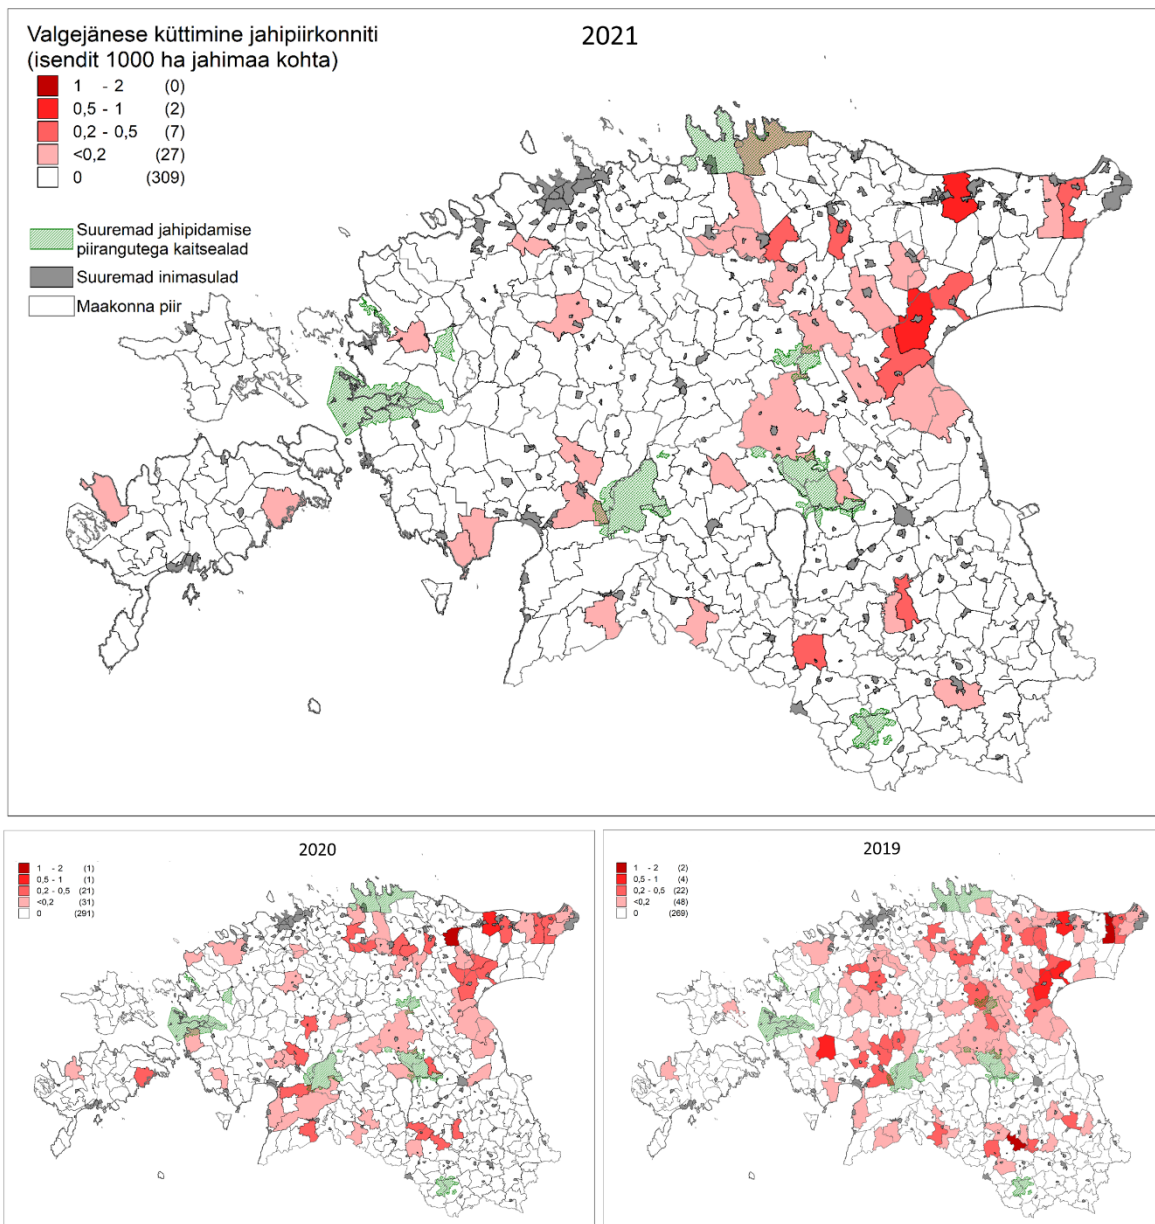 Valgejänese küttimine jahipiirkonniti
(isendit 1000 ha jahimaa kohta)
1 - 2 (0)
0,5 - 1 (2)
0,2 - 0,5 (7)
<0,2 (27)
0 (309)
Suuremad jahipidamise
piirangutega kaitsealad
Suuremad inimasulad
Maakonna piir
2021
2020
1 - 2 (1)
0,5 - 1 (1)
0,2 - 0,5 (21)
<0,2 (31)
0 (291)
2019
1 - 2 (2)
0,5 - 1 (4)
0,2 - 0,5 (22)
<0,2 (48)
0 (269)